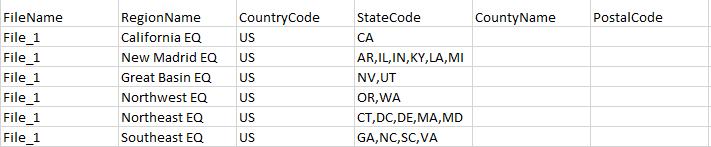 FileName RegionName CountryCode StateCode CountyName PostalCode
File_1 California EQ US CA
File_1 New Madrid EQ US AR,IL,IN,KY,LA,MI
File_1 Great Basin EQ US NV,UT
File_1 Northwest EQ US OR,WA
File_1 Northeast EQ US CT,DC,DE,MA,MD
File_1 Southeast EQ US GA,NC,SC,VA